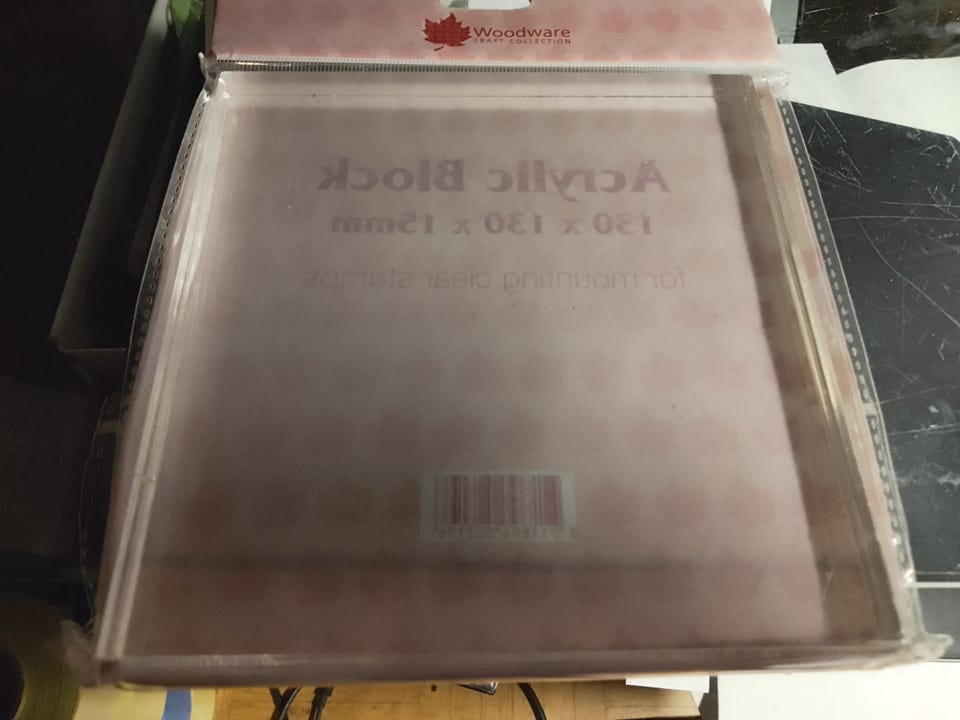 Woodware
CRAFT COLLECTION
Acrylic Block
130 x 130 x 15mm
for mounting clear stamps